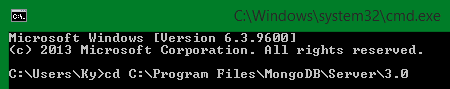 C:\Windows\system32\cmd.exe
Microsoft Windows [Version 6.3.9600]
(c) 2013 Microsoft Corporation. All rights reserved.
C:\Users\Ky>cd C:\Program Files\MongoDB\Server\3.0